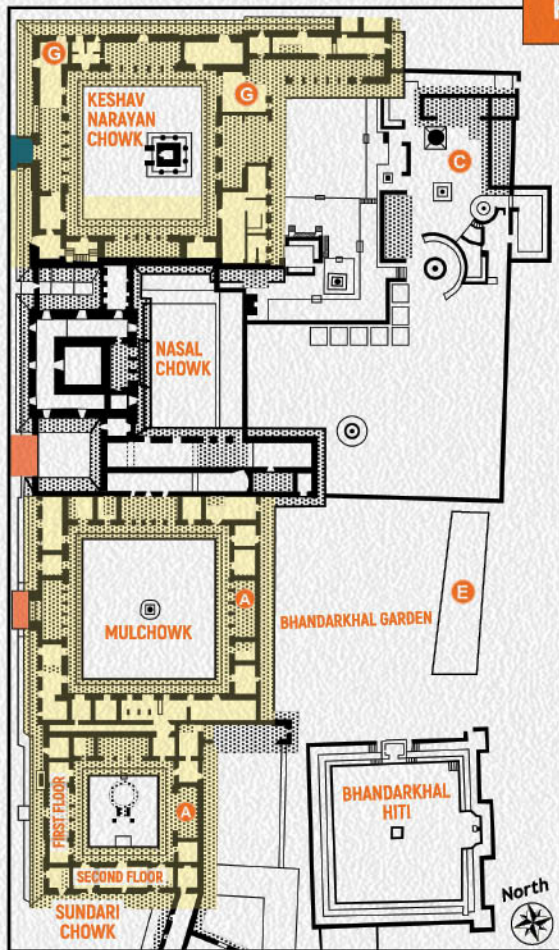 G
G
KESHAV
NARAYAN
CHOWK
C
NASAL
CHOWK
A
MULCHOWK
E
BHANDARKHAL GARDEN
FIRST FLOOR
A
SECOND FLOOR
SUNDARI
CHOWK
BHANDARKHAL
HITI
North